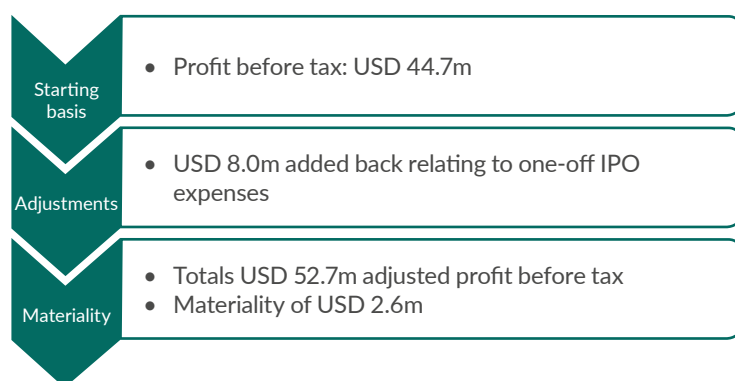 Starting
basis
• Profit before tax: USD 44.7m
Adjustments
• USD 8.0m added back relating to one-off IPO
expenses
Materiality
• Totals USD 52.7m adjusted profit before tax
• Materiality of USD 2.6m